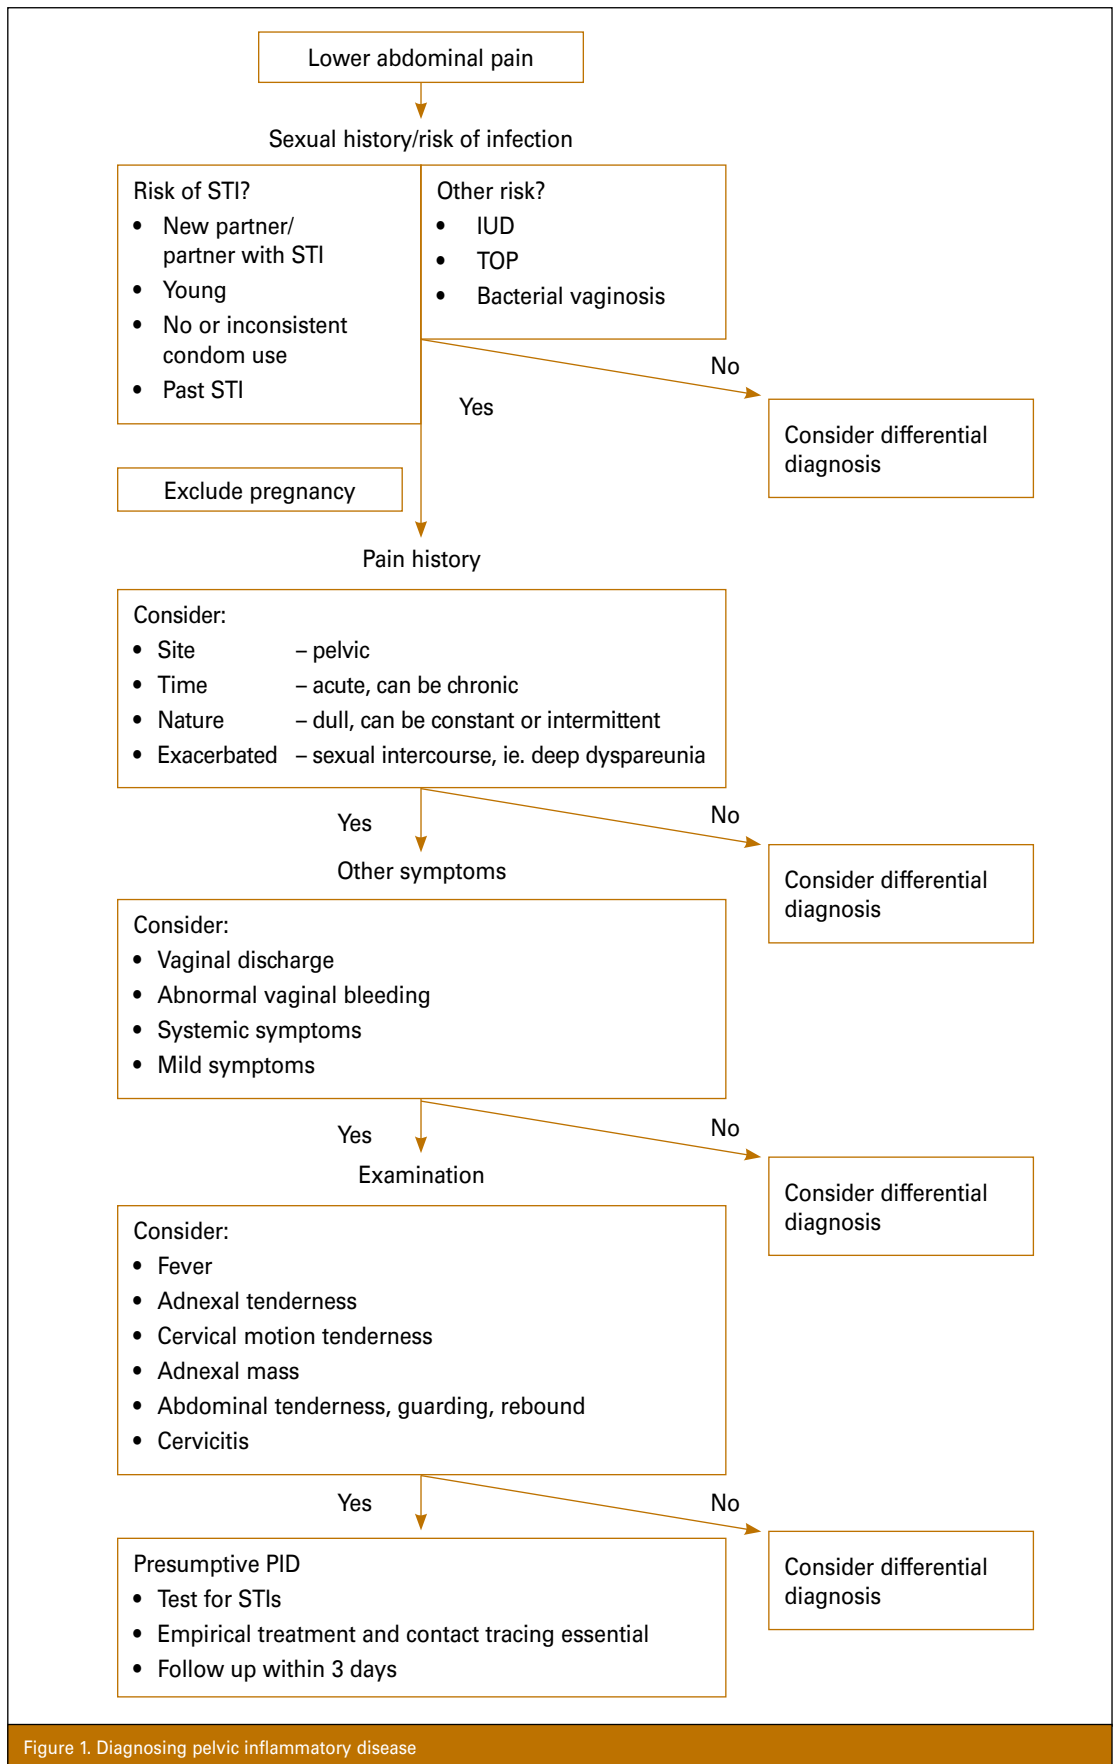 Lower abdominal pain
Sexual history/risk of infection
Risk of STI?
• New partner/
partner with STI
• Young
• No or inconsistent
condom use
• Past STI
Other risk?
• IUD
• TOP
• Bacterial vaginosis
No
Yes
Consider differential
diagnosis
Exclude pregnancy
Pain history
Consider:
• Site – pelvic
• Time – acute, can be chronic
• Nature – dull, can be constant or intermittent
• Exacerbated – sexual intercourse, ie. deep dyspareunia
Yes
No
Consider differential
diagnosis
Other symptoms
Consider:
• Vaginal discharge
• Abnormal vaginal bleeding
• Systemic symptoms
• Mild symptoms
Yes
No
Consider differential
diagnosis
Examination
Consider:
• Fever
• Adnexal tenderness
• Cervical motion tenderness
• Adnexal mass
• Abdominal tenderness, guarding, rebound
• Cervicitis
Yes
No
Consider differential
diagnosis
Presumptive PID
• Test for STIs
• Empirical treatment and contact tracing essential
• Follow up within 3 days
Figure 1. Diagnosing pelvic inflammatory disease